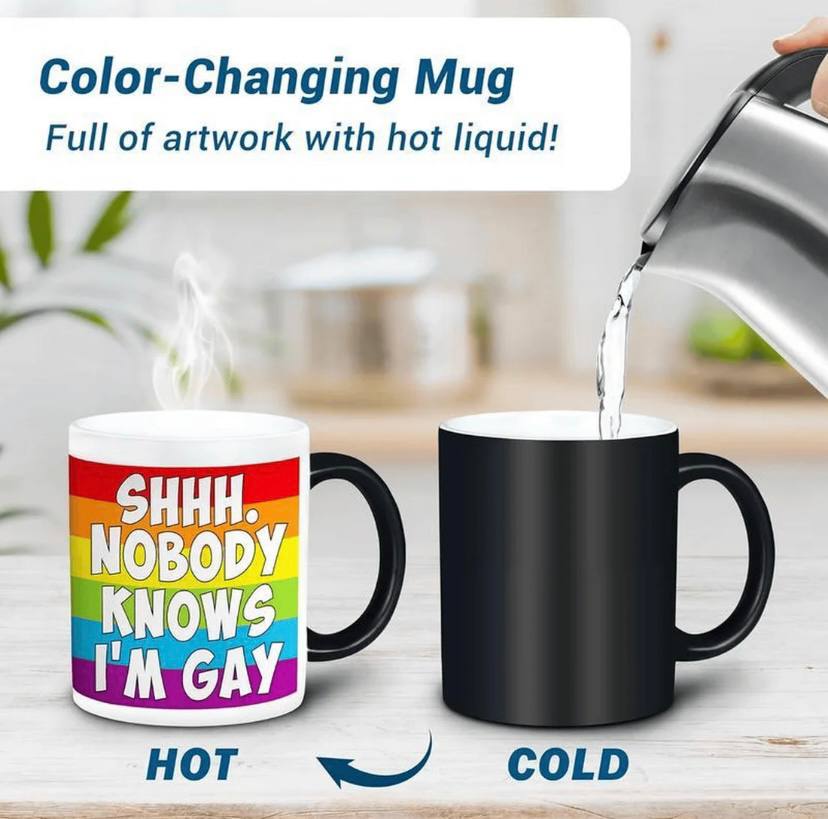 Color-Changing Mug
Full of artwork with hot liquid!
SHHH.
NOBODY
KNOWS
I'M GAY
HOT
COLD